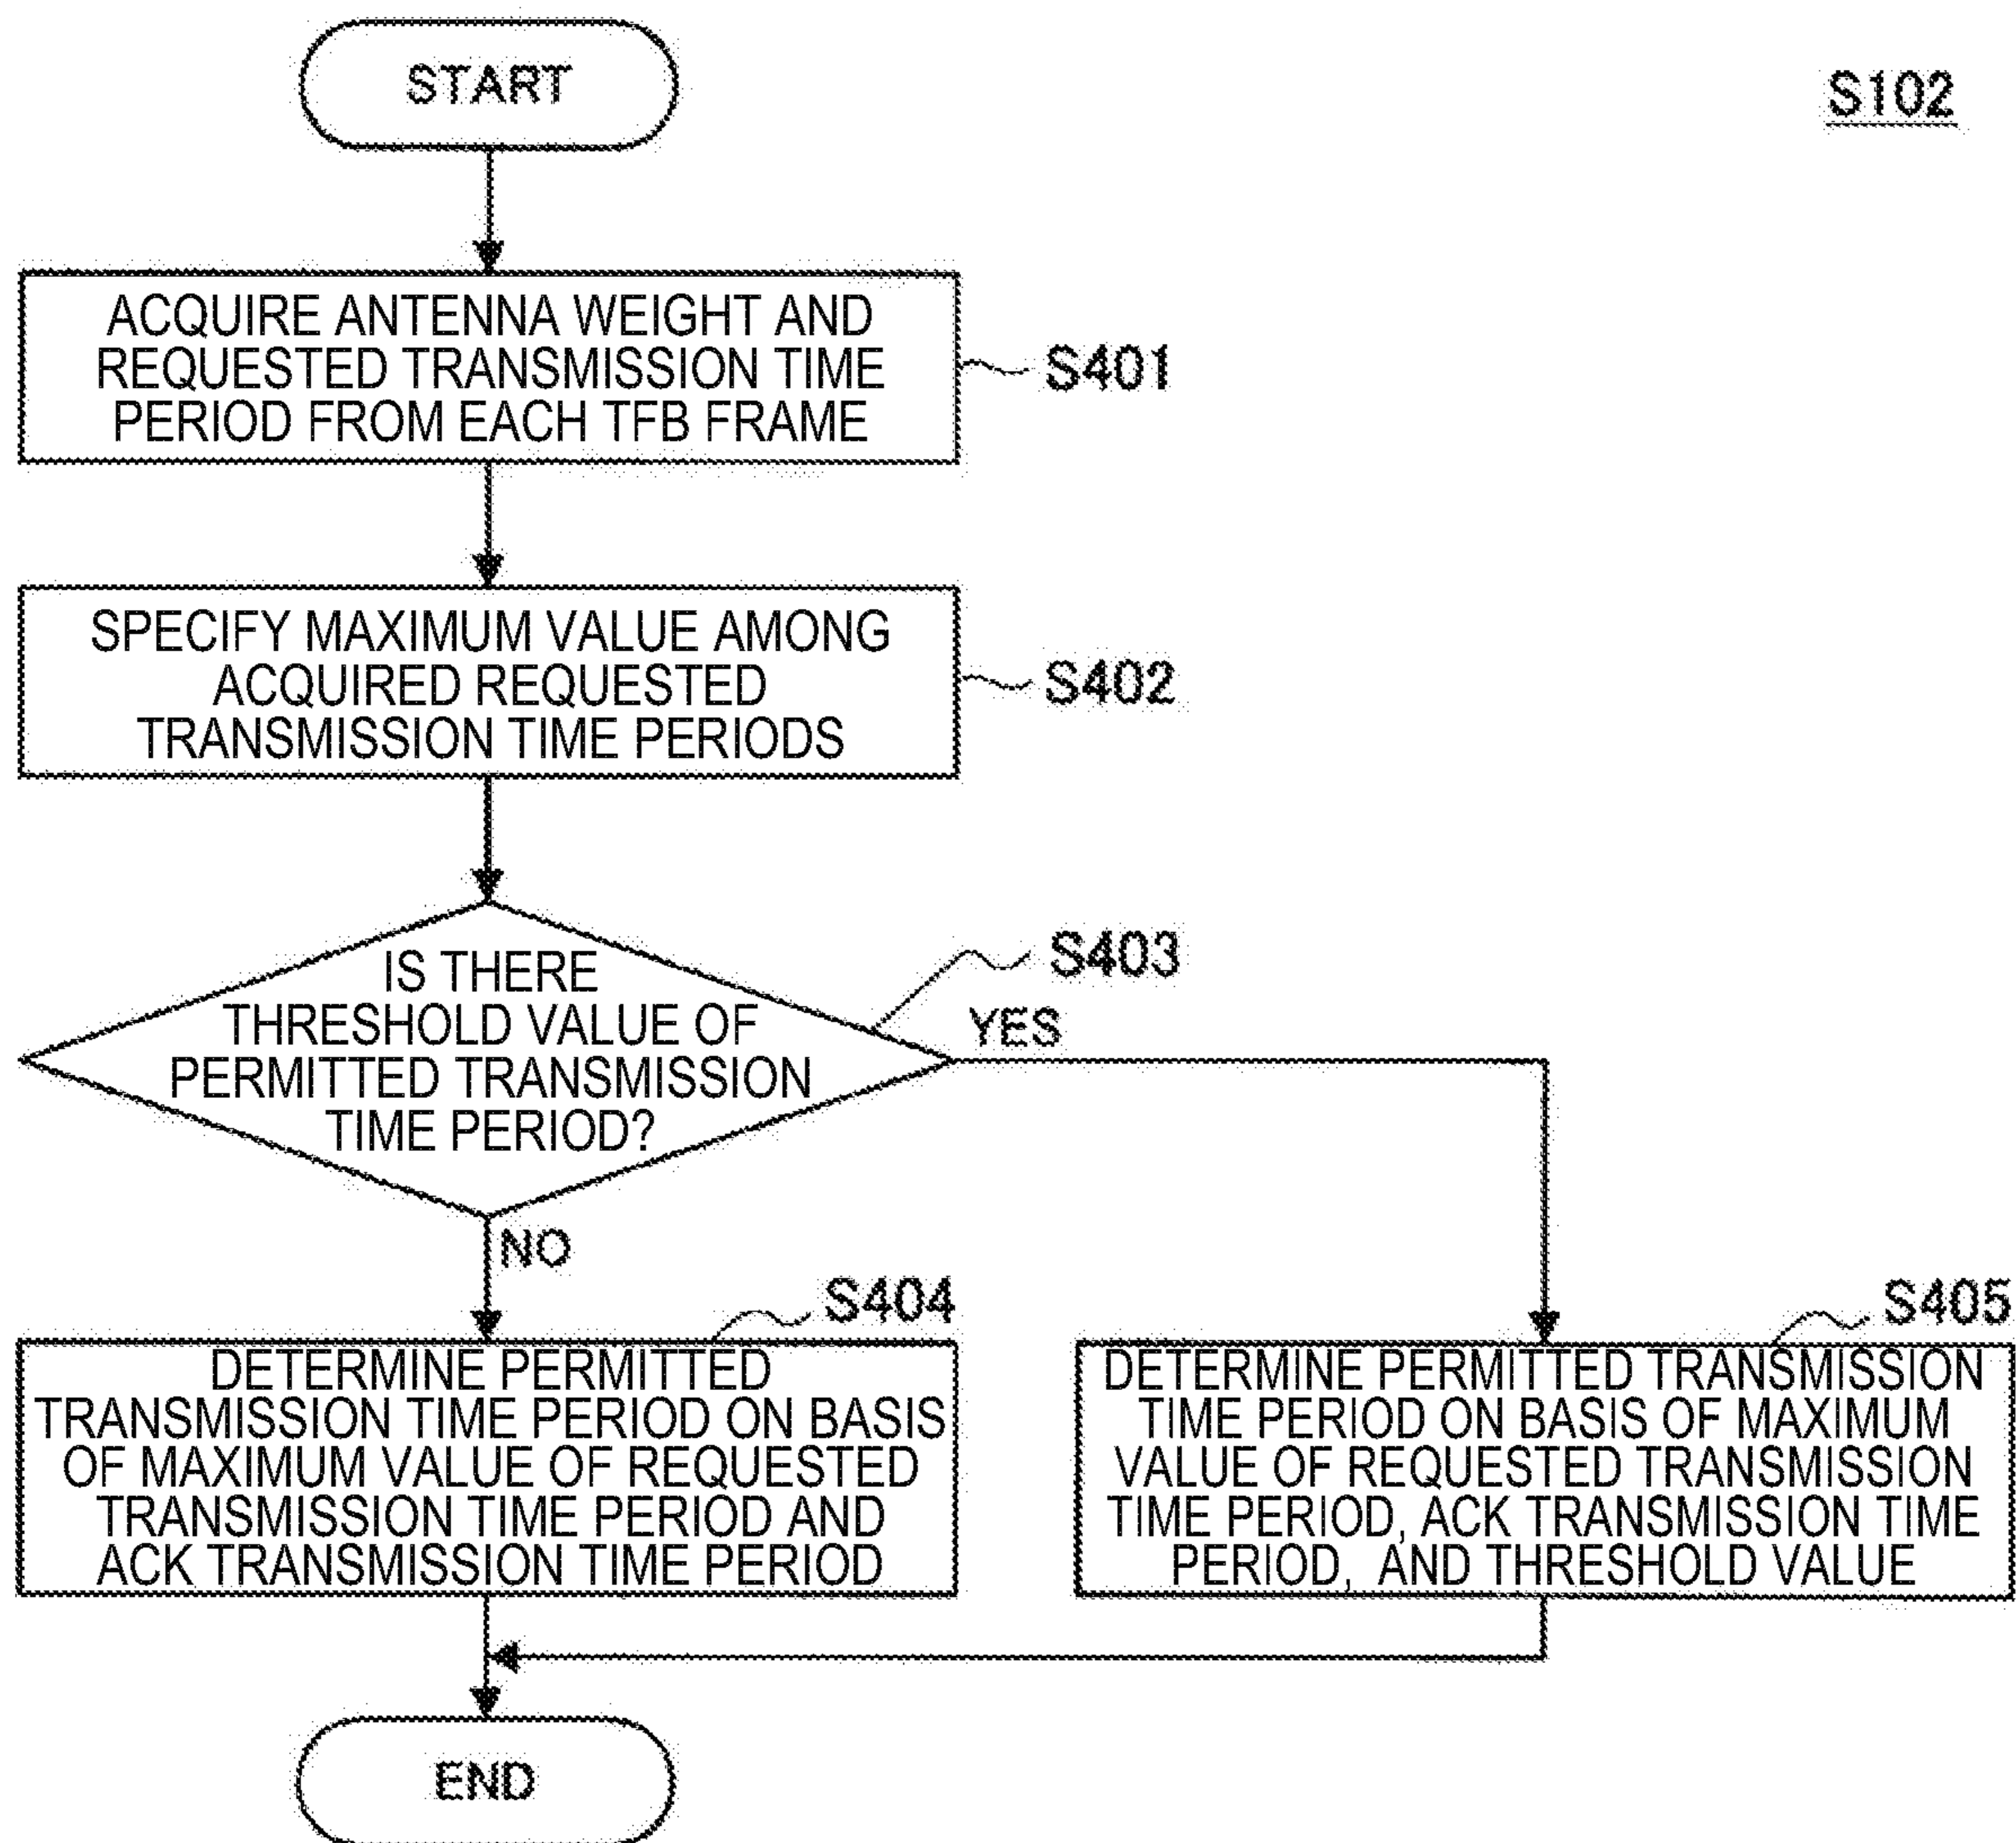 START
S102
ACQUIRE ANTENNA WEIGHT AND
REQUESTED TRANSMISSION TIME
PERIOD FROM EACH TFB FRAME
S401
SPECIFY MAXIMUM VALUE AMONG
ACQUIRED REQUESTED
TRANSMISSION TIME PERIODS
S402
IS THERE
THRESHOLD VALUE OF
PERMITTED TRANSMISSION
TIME PERIOD?
S403
YES
NO
S404
DETERMINE PERMITTED
TRANSMISSION TIME PERIOD ON BASIS
OF MAXIMUM VALUE OF REQUESTED
TRANSMISSION TIME PERIOD AND
ACK TRANSMISSION TIME PERIOD
S405
DETERMINE PERMITTED TRANSMISSION
TIME PERIOD ON BASIS OF MAXIMUM
VALUE OF REQUESTED TRANSMISSION
TIME PERIOD, ACK TRANSMISSION TIME
PERIOD, AND THRESHOLD VALUE
END